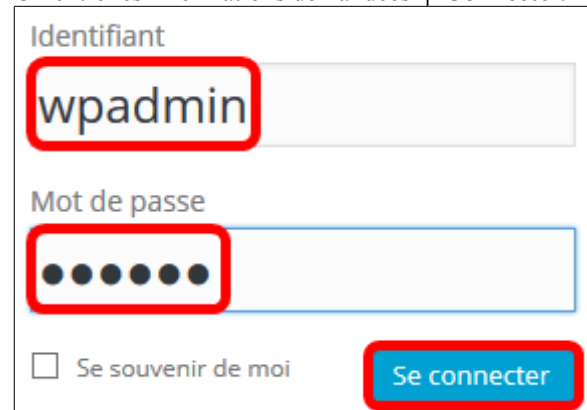 Identifiant
wpadmin
Mot de passe
●●●●●●
Se souvenir de moi
Se connecter